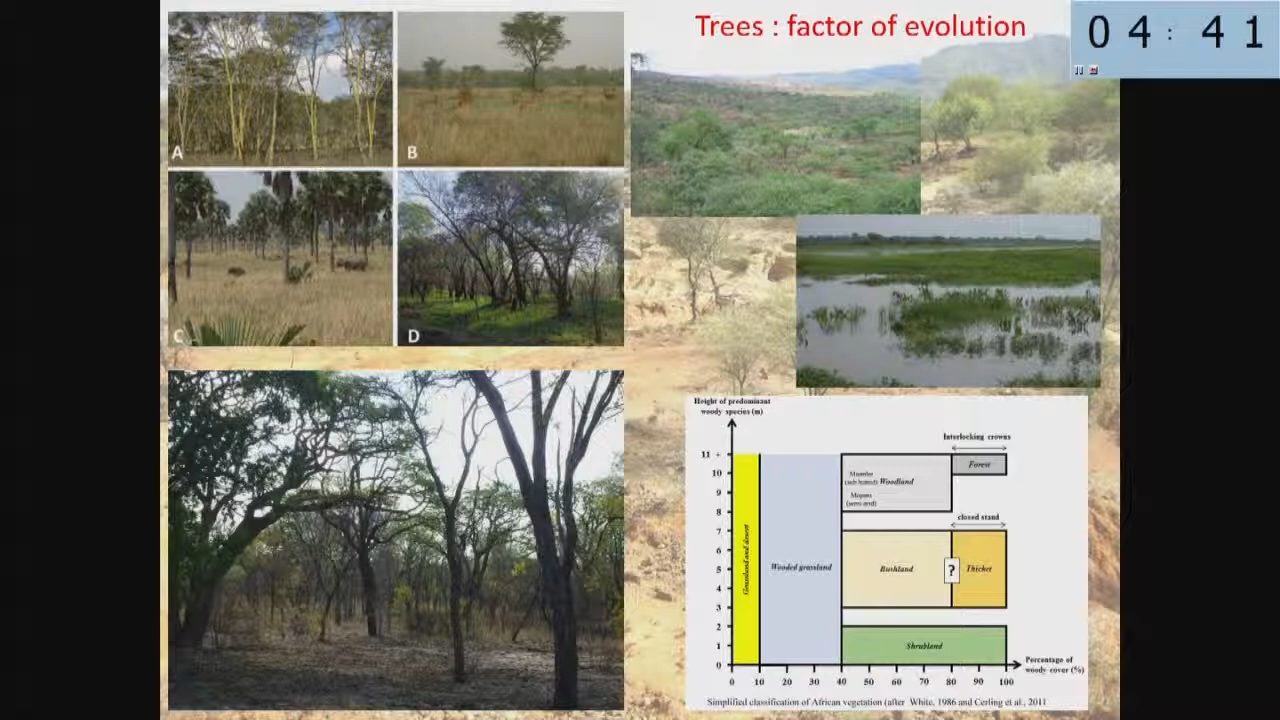 Trees : factor of evolution
04: 41
A
B
C
D
Height of predominant
woody species (m)
Interlocking crowns
11 +
10
9
8
7
6
5
4
3
2
1
0
Forest
Woodland
(sub humid)
Mopane
(semi arid)
closed stand
Grassland and desert
Wooded grassland
Bushland
?
Thicket
Shrubland
0
10
20
30
40
50
60
70
80
90
100
Percentage of
woody cover (%)
Simplified classification of African vegetation (after White, 1986 and Cerling et al., 2011